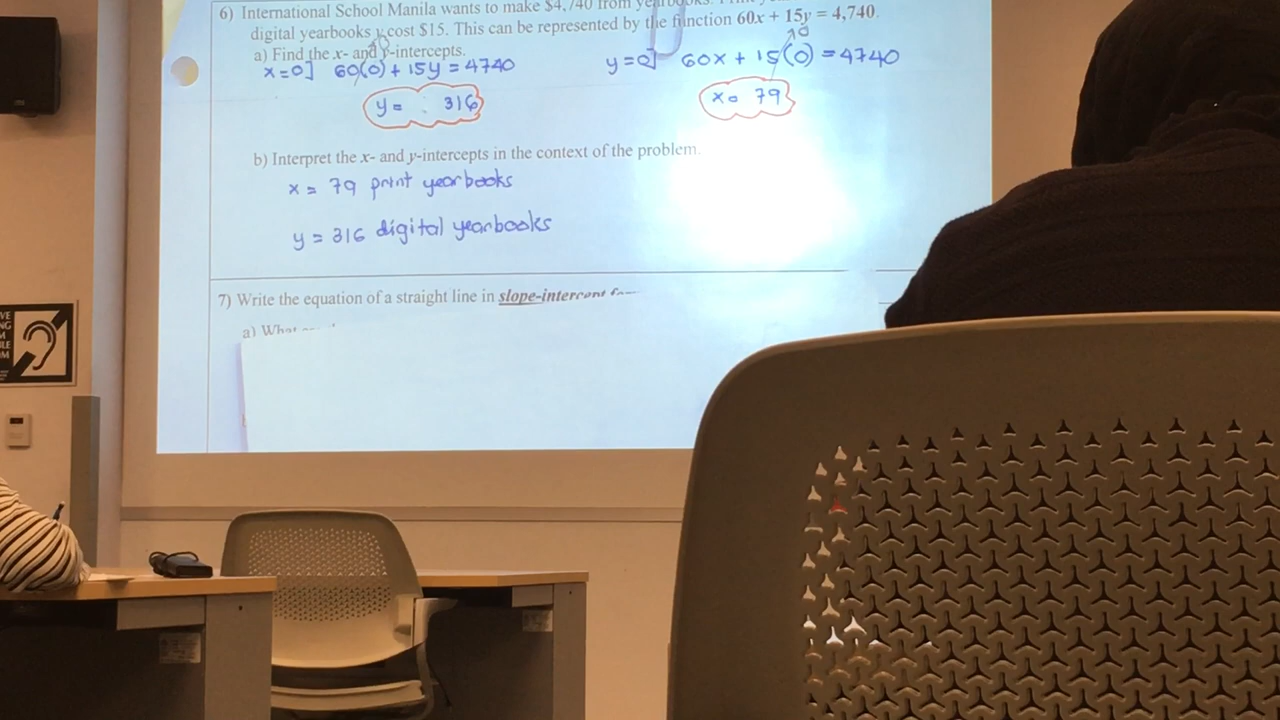 6) International School Manila wants to make $4,740 from yearbooks. Print
digital yearbooks y cost $15. This can be represented by the function 60x + 15y = 4,740.
a) Find the x- and y-intercepts.
x=0] 60(0) + 15y = 4740
y = 316
y=0] 60x + 15(0) = 4740
x = 79
b) Interpret the x- and y-intercepts in the context of the problem.
x = 79 print yearbooks
y = 316 digital yearbooks
7) Write the equation of a straight line in slope-intercept
a) What